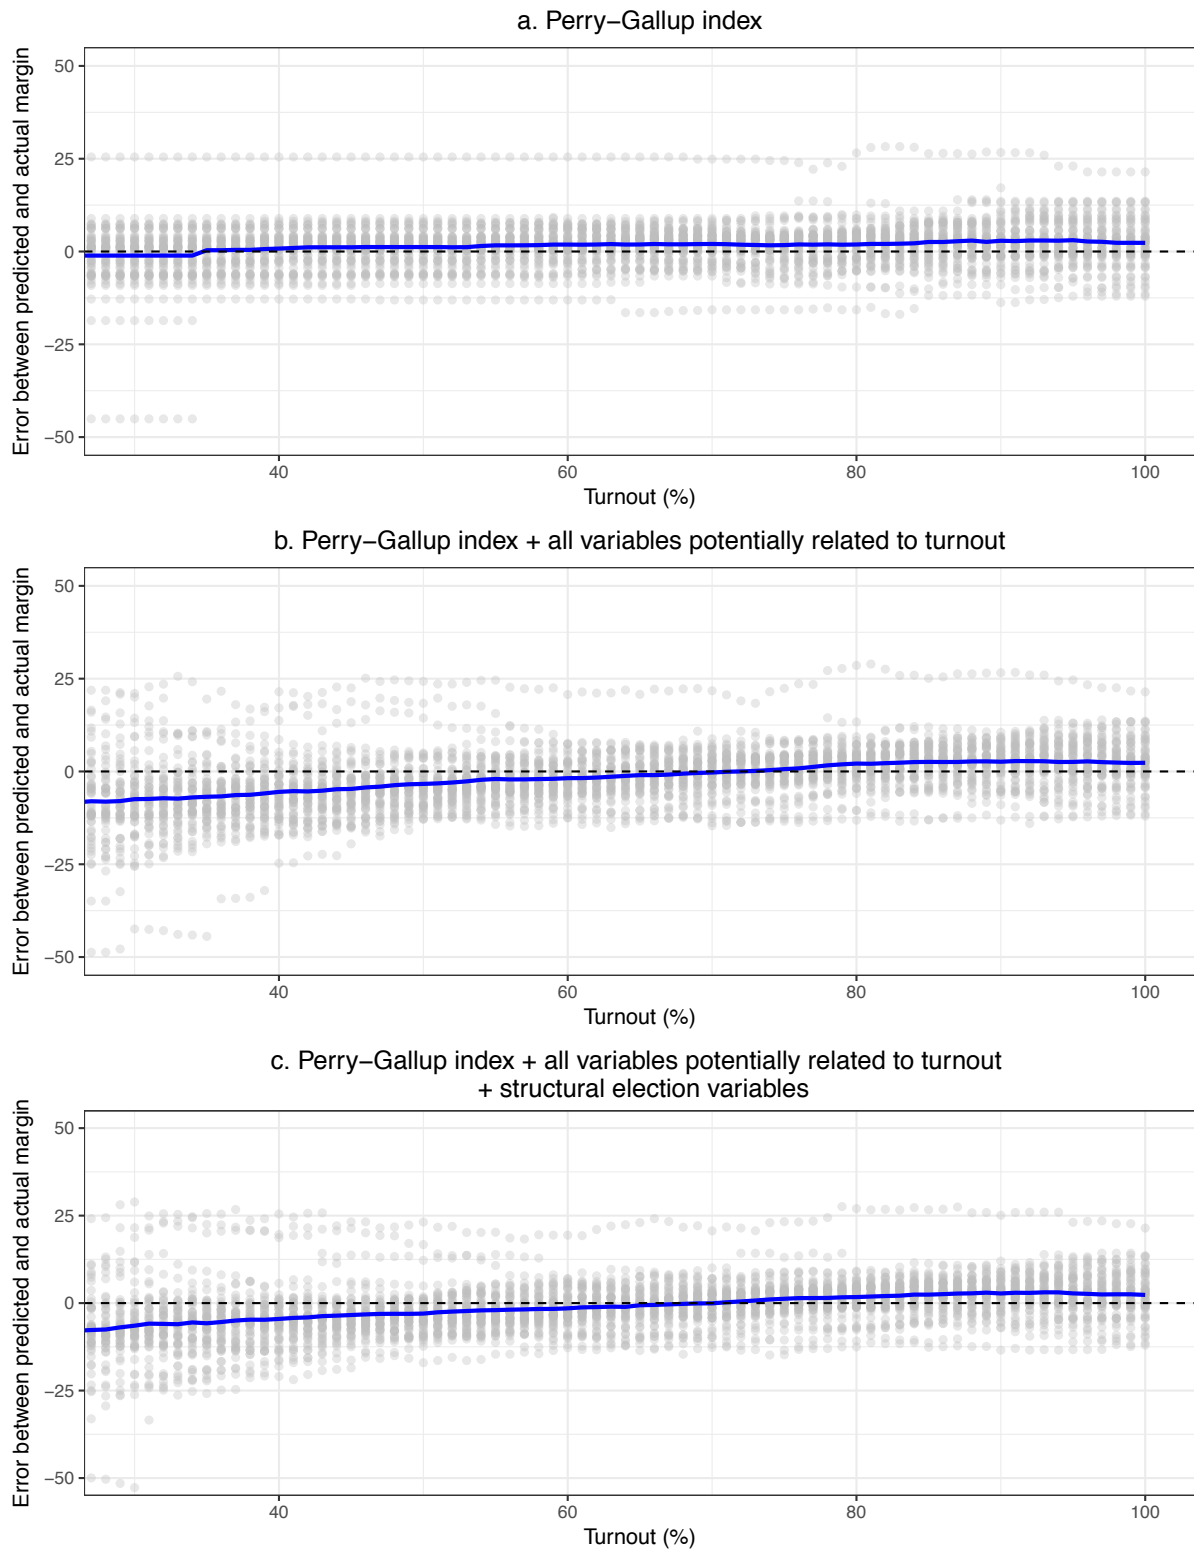 a. Perry−Gallup index
Error between predicted and actual margin
50
25
0
−25
−50
40 60 80 100
Turnout (%)
b. Perry−Gallup index + all variables potentially related to turnout
Error between predicted and actual margin
50
25
0
−25
−50
40 60 80 100
Turnout (%)
c. Perry−Gallup index + all variables potentially related to turnout
+ structural election variables
Error between predicted and actual margin
50
25
0
−25
−50
40 60 80 100
Turnout (%)